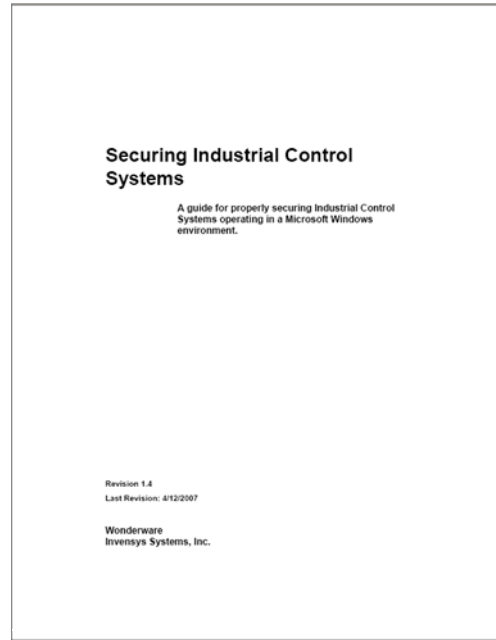 Securing Industrial Control
Systems
A guide for properly securing Industrial Control
Systems operating in a Microsoft Windows
environment.
Revision 1.4
Last Revision: 4/12/2007
Wonderware
Invensys Systems, Inc.